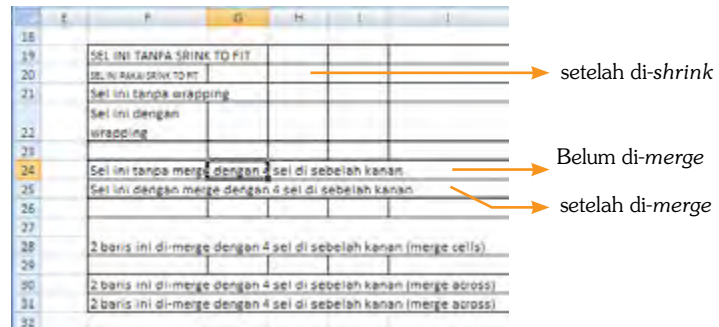 E F G H I J
18
19 SEL INI TANPA SRINK TO FIT
20 SEL INI PAKAI SRINK TO FIT setelah di-shrink
21 Sel ini tanpa wrapping
Sel ini dengan
22 wrapping
23
24 Sel ini tanpa merge dengan 4 sel di sebelah kanan Belum di-merge
25 Sel ini dengan merge dengan 4 sel di sebelah kanan setelah di-merge
26
27
28 2 baris ini di-merge dengan 4 sel di sebelah kanan (merge cells)
29
30 2 baris ini di-merge dengan 4 sel di sebelah kanan (merge across)
31 2 baris ini di-merge dengan 4 sel di sebelah kanan (merge across)
32